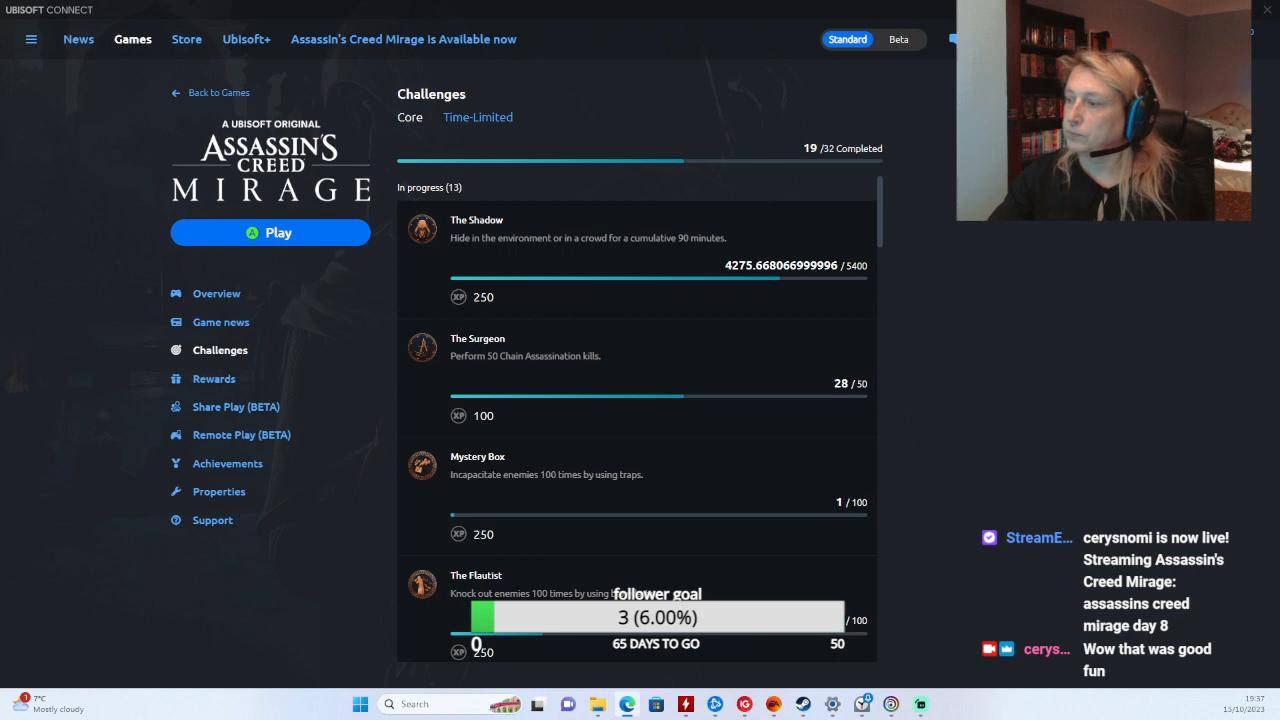 UBISOFT CONNECT
News
Games
Store
Ubisoft+
Assassin's Creed Mirage is Available now
Standard
Beta
Back to Games
A UBISOFT ORIGINAL
ASSASSIN'S
CREED
MIRAGE
Play
Overview
Game news
Challenges
Rewards
Share Play (BETA)
Remote Play (BETA)
Achievements
Properties
Support
Challenges
Core
Time-Limited
19 /32 Completed
In progress (13)
The Shadow
Hide in the environment or in a crowd for a cumulative 90 minutes.
4275.668066999996 / 5400
XP 250
The Surgeon
Perform 50 Chain Assassination kills.
28 / 50
XP 100
Mystery Box
Incapacitate enemies 100 times by using traps.
1 / 100
XP 250
The Flautist
Knock out enemies 100 times by using
/ 100
XP 250
follower goal
3 (6.00%)
0
65 DAYS TO GO
50
StreamE... cerysnomi is now live!
Streaming Assassin's
Creed Mirage:
assassins creed
mirage day 8
cerys... Wow that was good
fun
1
7°C
Mostly cloudy
Search
19:37
15/10/2023